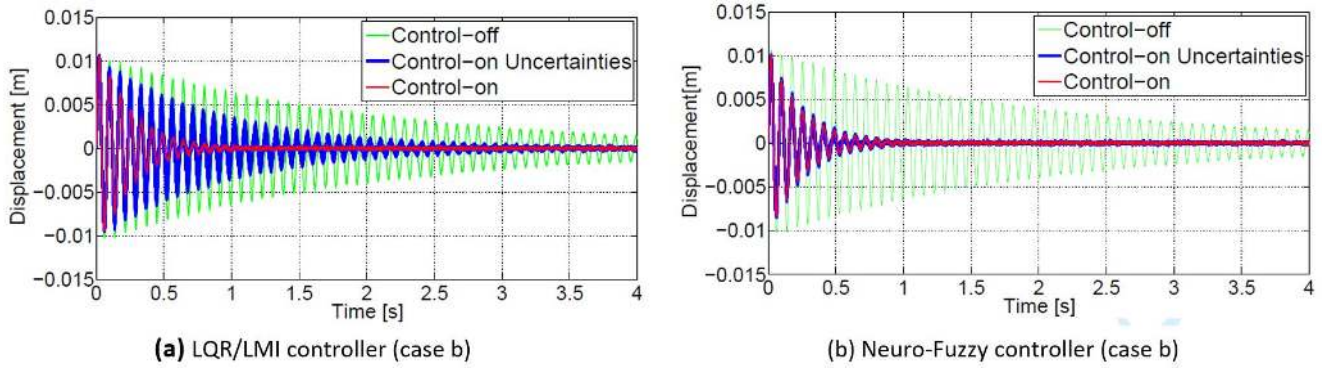 0.015
0.01
0.005
0
−0.005
−0.01
−0.015
Displacement [m]
Control−off
Control−on Uncertainties
Control−on
0 0.5 1 1.5 2 2.5 3 3.5 4
Time [s]
(a) LQR/LMI controller (case b)
0.015
0.01
0.005
0
−0.005
−0.01
−0.015
Displacement[m]
Control−off
Control−on Uncertainties
Control−on
0 0.5 1 1.5 2 2.5 3 3.5 4
Time [s]
(b) Neuro-Fuzzy controller (case b)